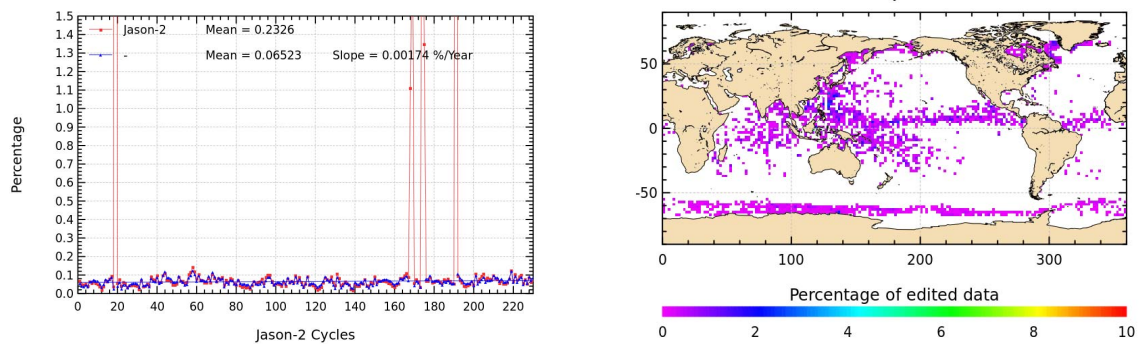 Jason-2 Mean = 0.2326
- Mean = 0.06523 Slope = 0.00174 %/Year
Percentage
1.5
1.4
1.3
1.2
1.1
1.0
0.9
0.8
0.7
0.6
0.5
0.4
0.3
0.2
0.1
0.0
0 20 40 60 80 100 120 140 160 180 200 220
Jason-2 Cycles
50
0
-50
0 100 200 300
Percentage of edited data
0 2 4 6 8 10